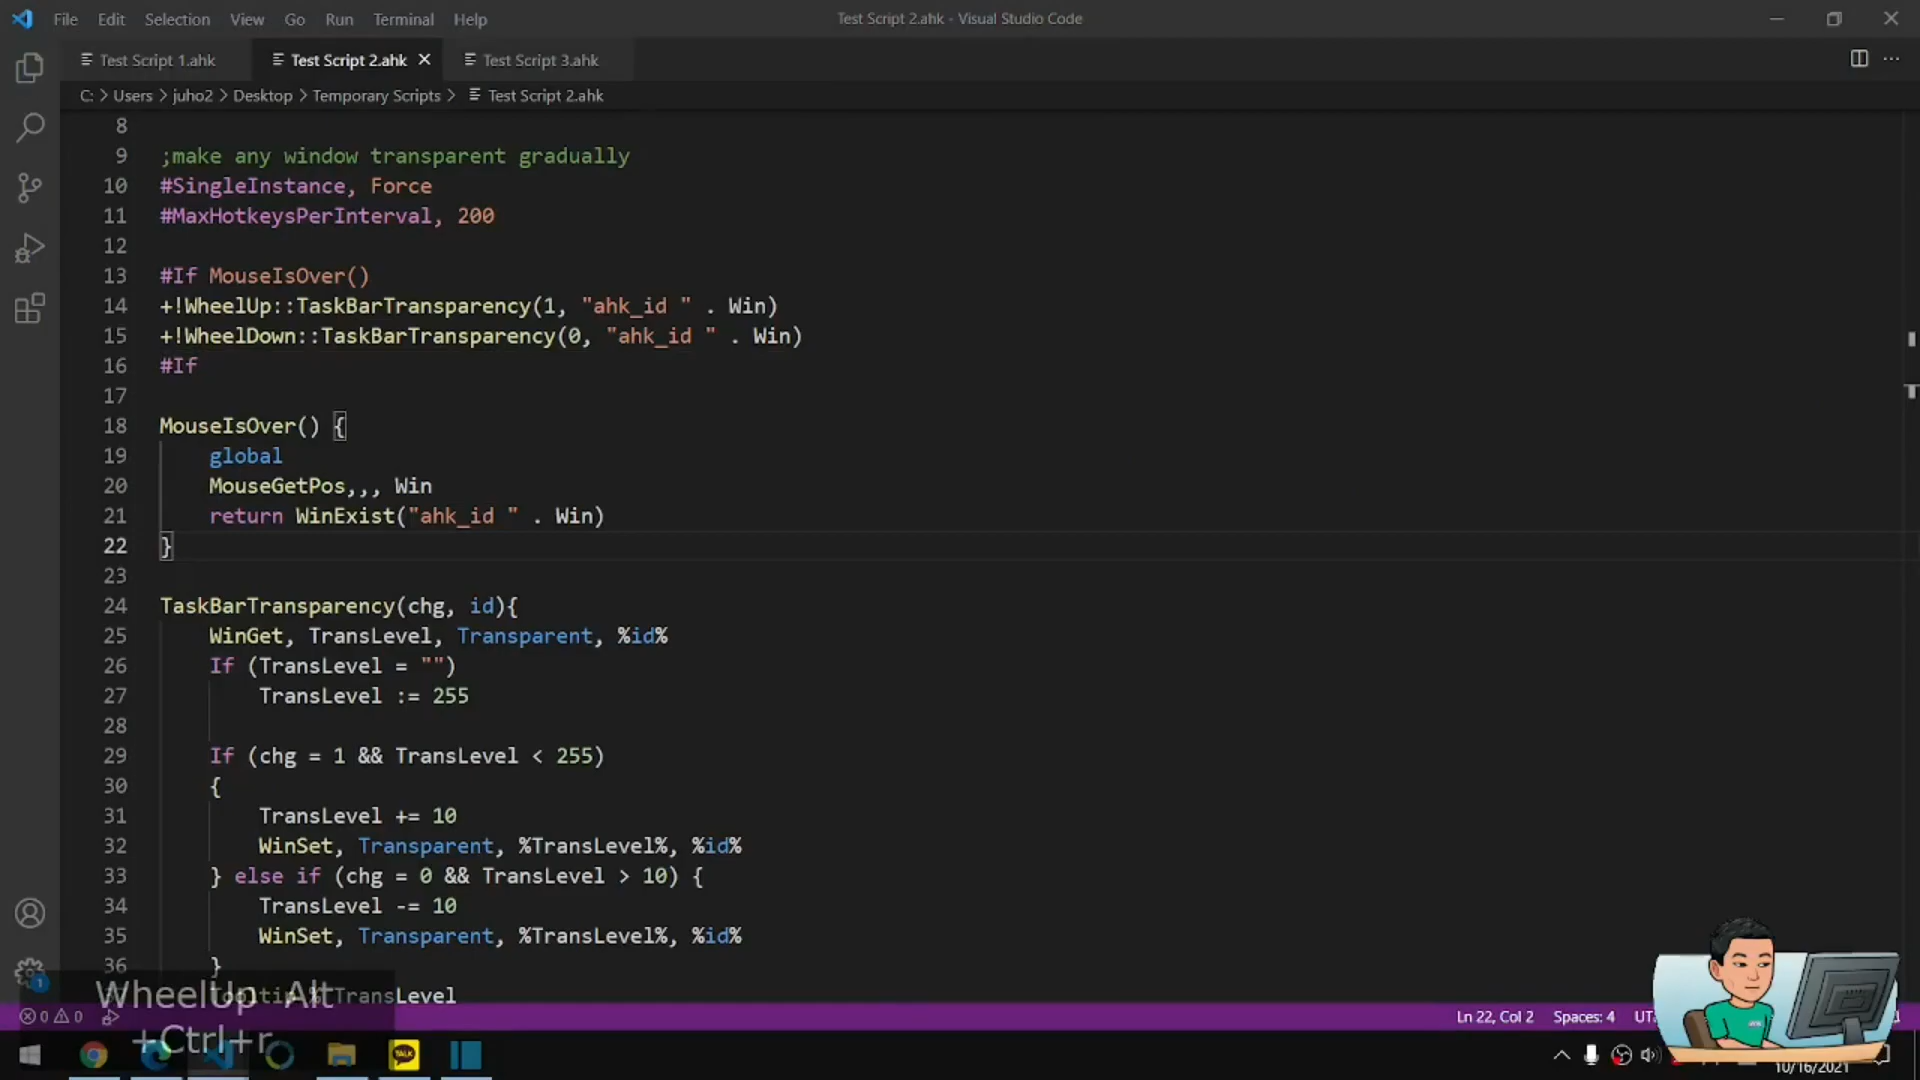 File Edit Selection View Go Run Terminal Help
Test Script 2.ahk - Visual Studio Code
Test Script 1.ahk
Test Script 2.ahk
Test Script 3.ahk
C: > Users > juho2 > Desktop > Temporary Scripts > Test Script 2.ahk
8
9 ;make any window transparent gradually
10 #SingleInstance, Force
11 #MaxHotkeysPerInterval, 200
12
13 #If MouseIsOver()
14 +!WheelUp::TaskBarTransparency(1, "ahk_id " . Win)
15 +!WheelDown::TaskBarTransparency(0, "ahk_id " . Win)
16 #If
17
18 MouseIsOver() {
19 global
20 MouseGetPos,,, Win
21 return WinExist("ahk_id " . Win)
22 }
23
24 TaskBarTransparency(chg, id){
25 WinGet, TransLevel, Transparent, %id%
26 If (TransLevel = "")
27 TransLevel := 255
28
29 If (chg = 1 && TransLevel < 255)
30 {
31 TransLevel += 10
32 WinSet, Transparent, %TransLevel%, %id%
33 } else if (chg = 0 && TransLevel > 10) {
34 TransLevel -= 10
35 WinSet, Transparent, %TransLevel%, %id%
36 }
TransLevel
WheelUp Alt
+Ctrl+r
1
0 0
Ln 22, Col 2 Spaces: 4
TALK
10/16/2021